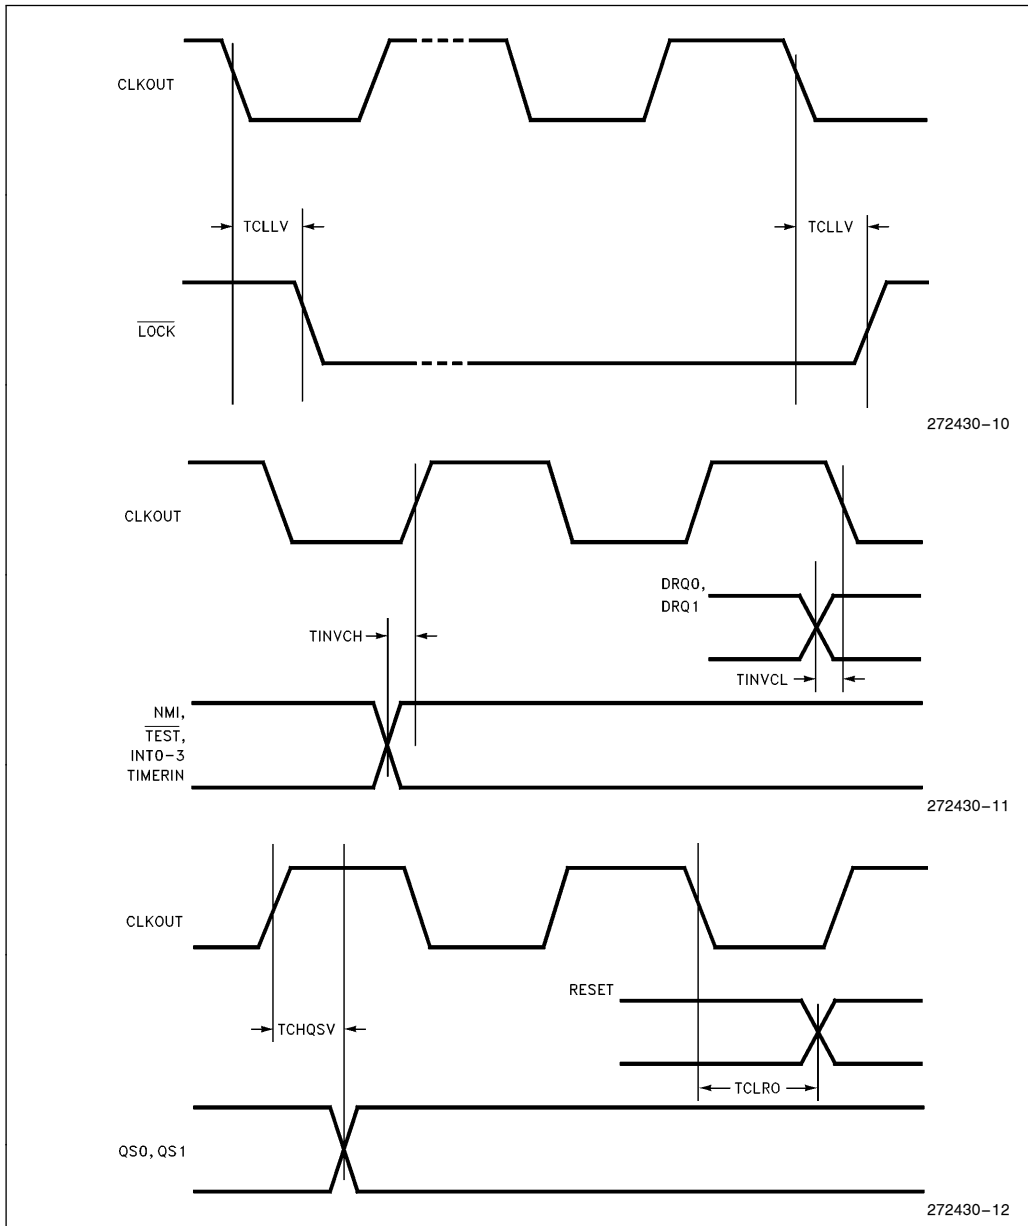 CLKOUT
TCLLV
TCLLV
LOCK
272430–10
CLKOUT
DRQ0,
DRQ1
TINVCH
TINVCL
NMI,
TEST,
INT0-3
TIMERIN
272430–11
CLKOUT
RESET
TCHQSV
TCLRO
QS0, QS1
272430–12